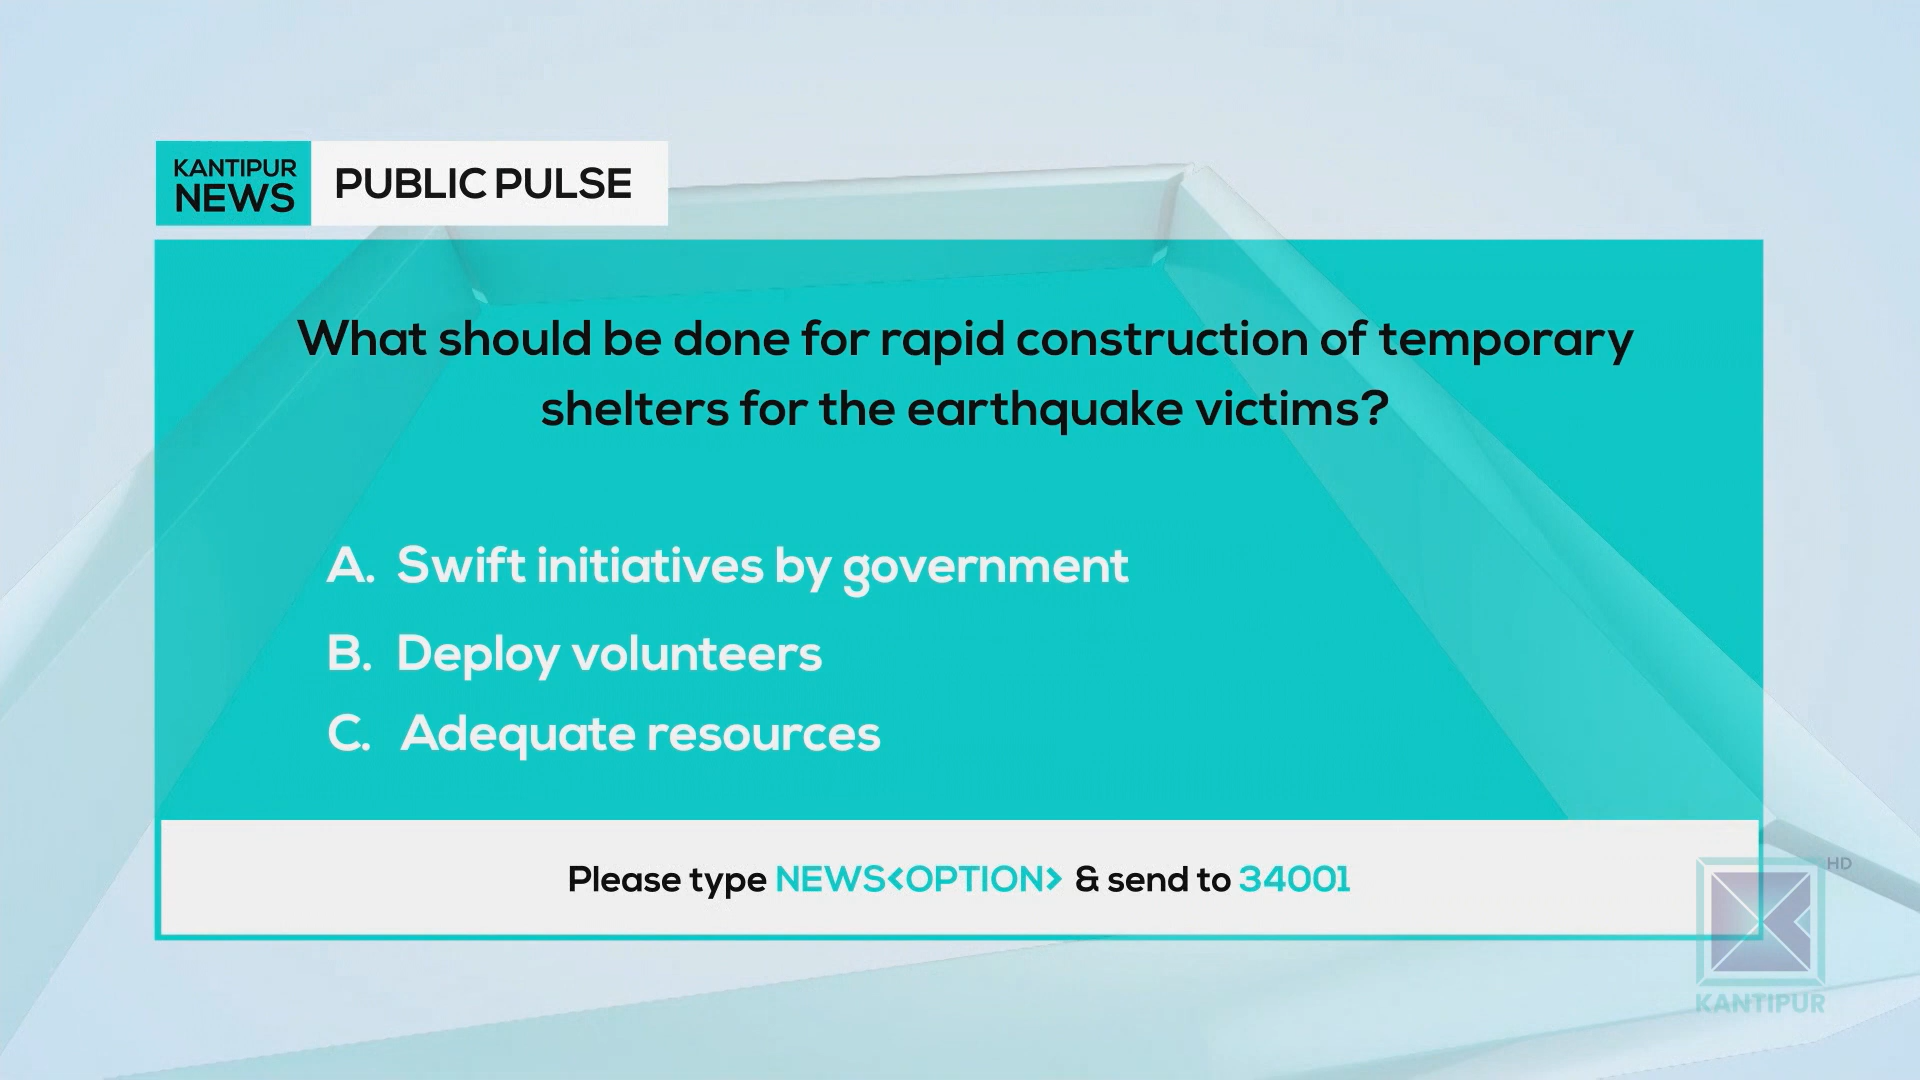 KANTIPUR
NEWS
PUBLIC PULSE
What should be done for rapid construction of temporary
shelters for the earthquake victims?
A. Swift initiatives by government
B. Deploy volunteers
C. Adequate resources
Please type NEWS<OPTION> & send to 34001
HD
KANTIPUR